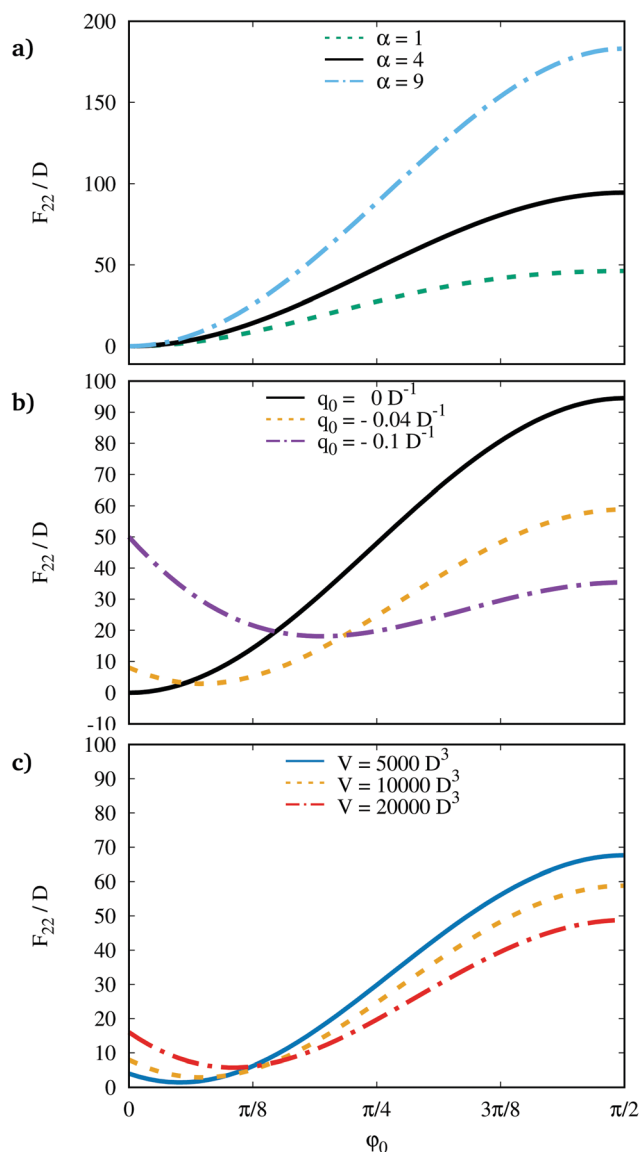 a)
200
150
100
50
0
F₂₂ / D
α = 1
α = 4
α = 9
b)
100
90
80
70
60
50
40
30
20
10
0
-10
F₂₂ / D
q₀ = 0 D⁻¹
q₀ = - 0.04 D⁻¹
q₀ = - 0.1 D⁻¹
c)
100
90
80
70
60
50
40
30
20
10
0
F₂₂ / D
V = 5000 D³
V = 10000 D³
V = 20000 D³
0 π/8 π/4 3π/8 π/2
φ₀